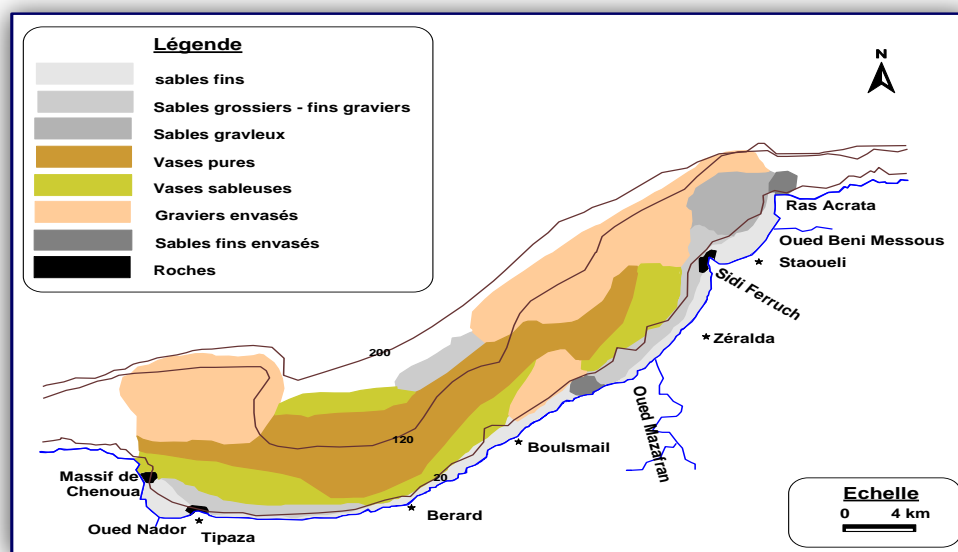 Légende
sables fins
Sables grossiers - fins graviers
Sables gravleux
Vases pures
Vases sableuses
Graviers envasés
Sables fins envasés
Roches
N
Ras Acrata
Oued Beni Messous
Staoueli
Sidi Ferruch
Zéralda
200
Oued Mazafran
120
Boulsmail
20
Massif de
Chenoua
Berard
Oued Nador
Tipaza
Echelle
0 4 km